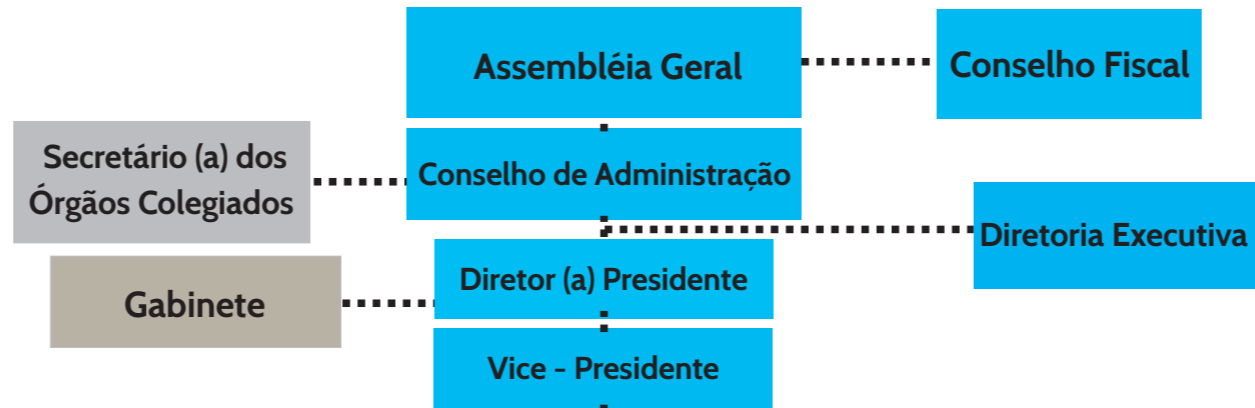 Assembléia Geral
Conselho Fiscal
Secretário (a) dos
Órgãos Colegiados
Conselho de Administração
Diretoria Executiva
Gabinete
Diretor (a) Presidente
Vice - Presidente